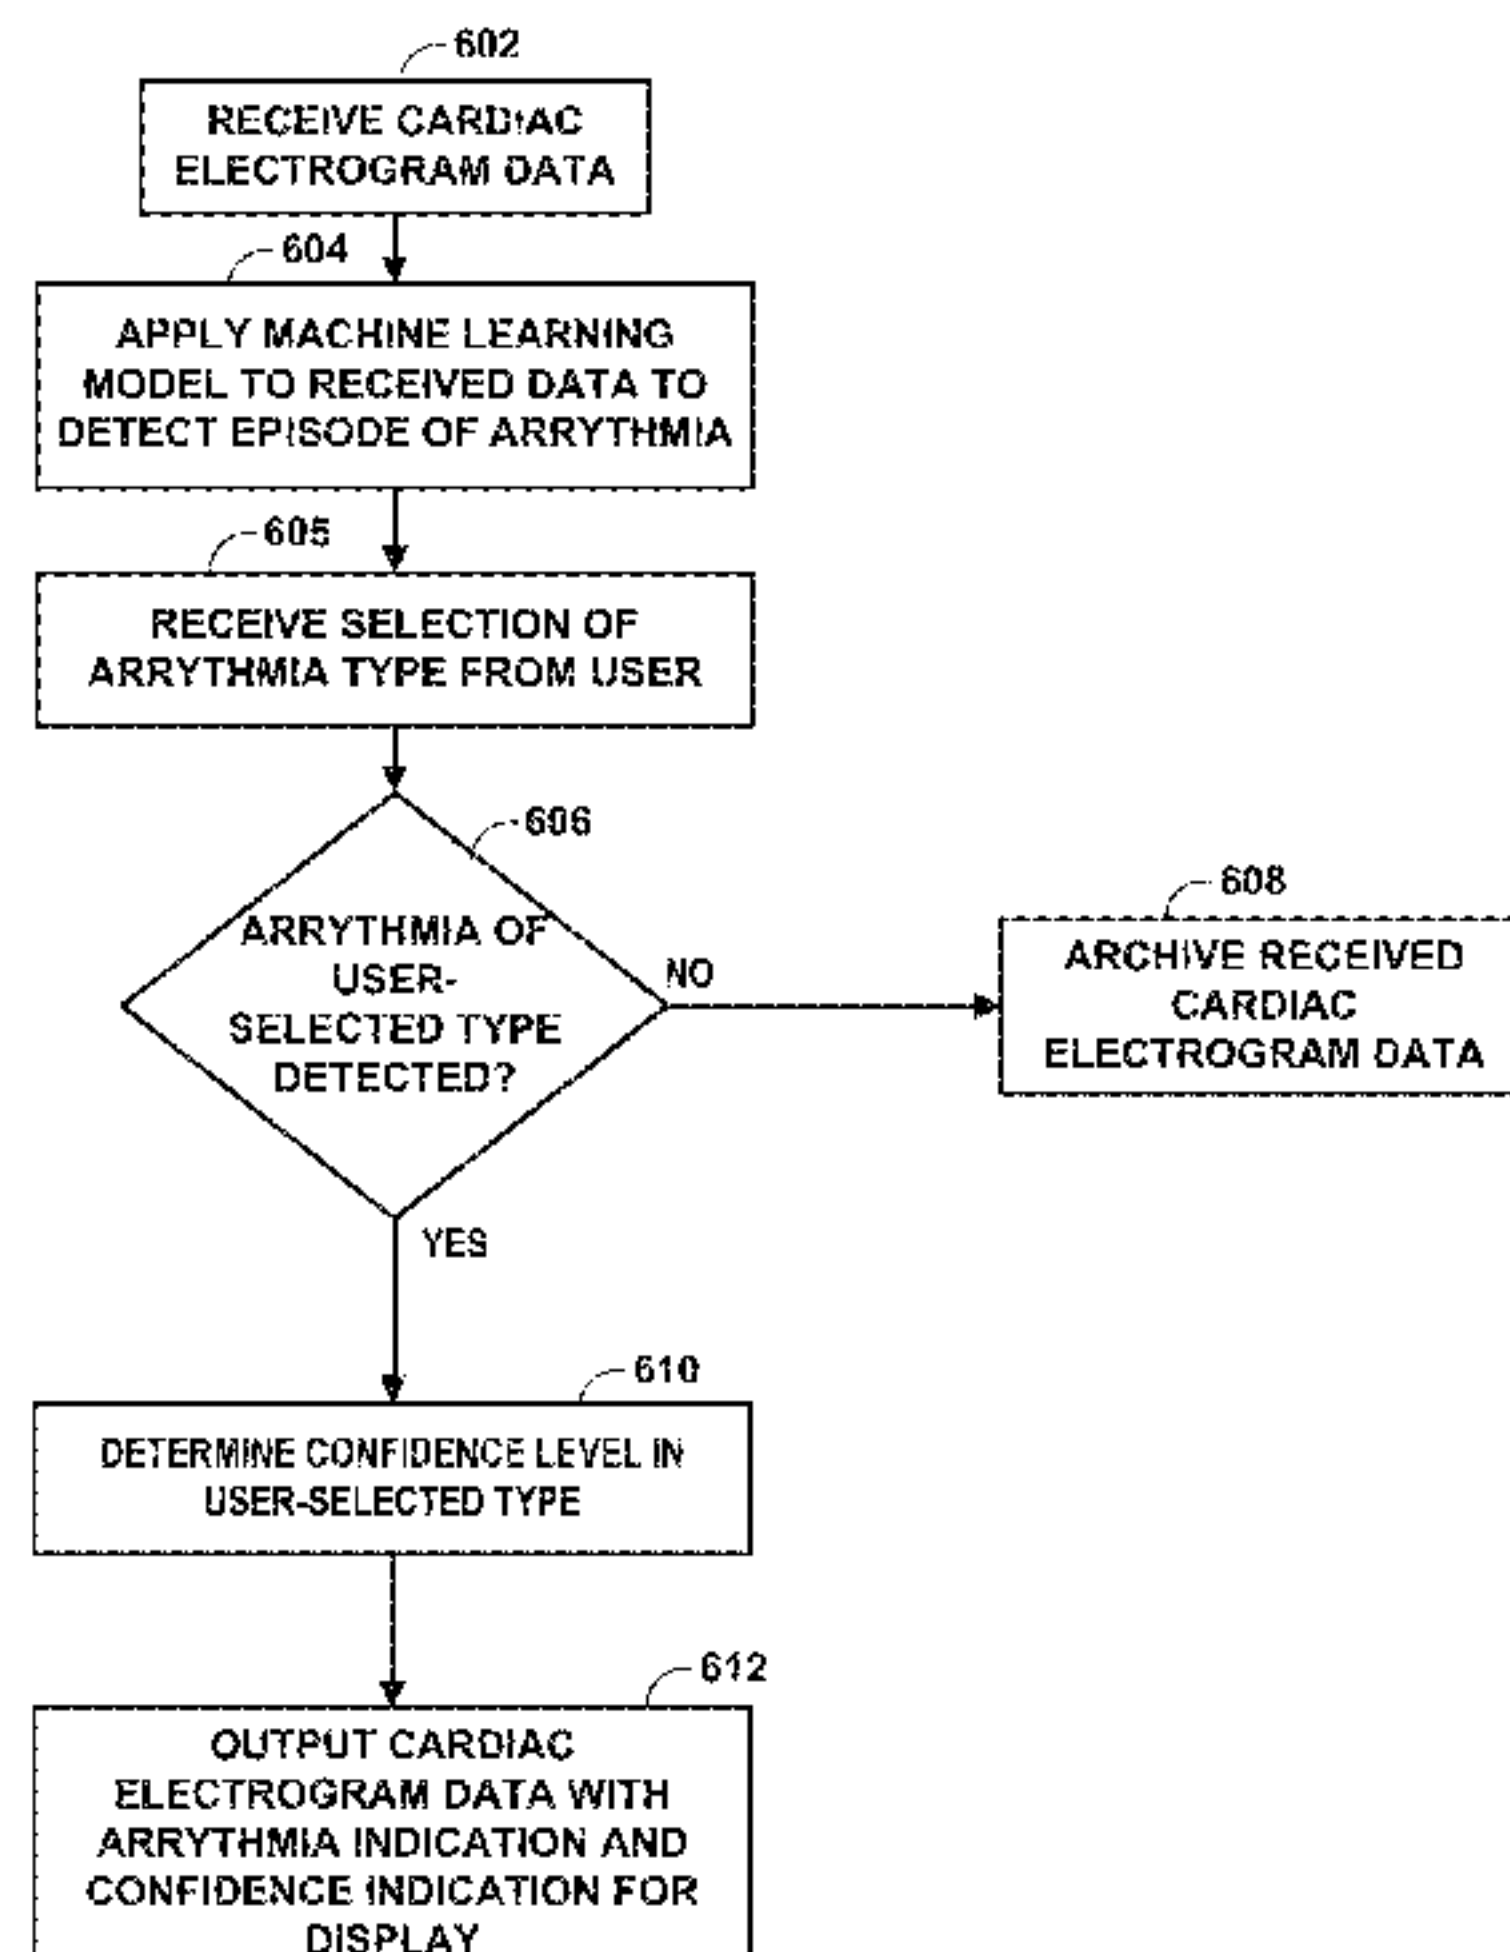 602
RECEIVE CARDIAC
ELECTROGRAM DATA
604
APPLY MACHINE LEARNING
MODEL TO RECEIVED DATA TO
DETECT EPISODE OF ARRYTHMIA
605
RECEIVE SELECTION OF
ARRYTHMIA TYPE FROM USER
606
ARRYTHMIA OF
USER-
SELECTED TYPE
DETECTED?
NO
608
ARCHIVE RECEIVED
CARDIAC
ELECTROGRAM DATA
YES
610
DETERMINE CONFIDENCE LEVEL IN
USER-SELECTED TYPE
612
OUTPUT CARDIAC
ELECTROGRAM DATA WITH
ARRYTHMIA INDICATION AND
CONFIDENCE INDICATION FOR
DISPLAY